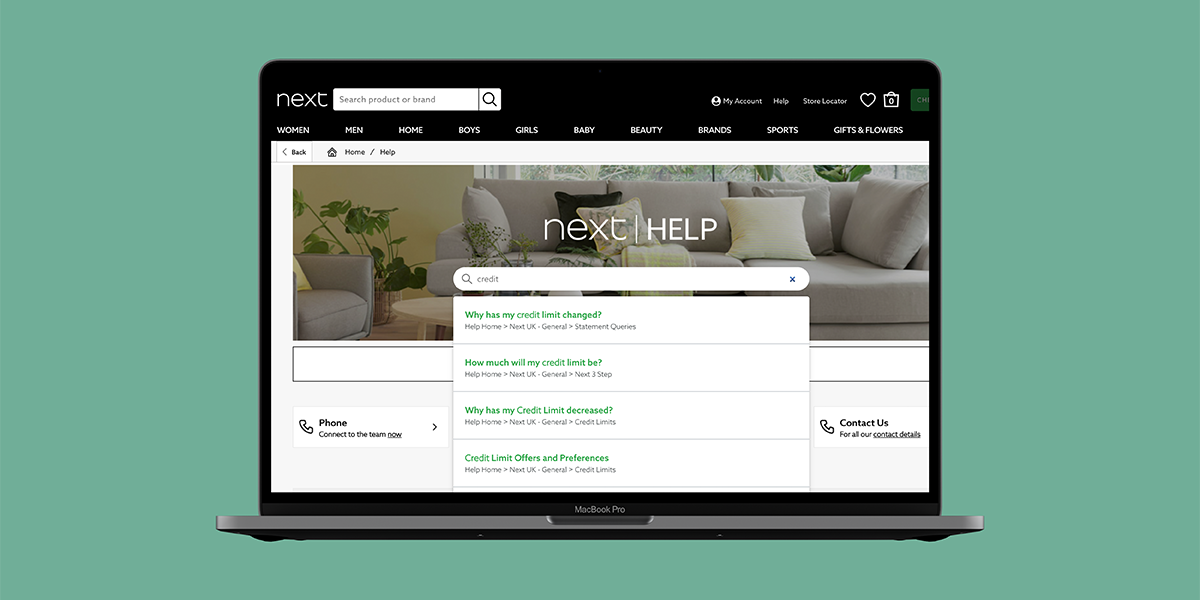 next
Search product or brand
My Account
Help
Store Locator
0
WOMEN
MEN
HOME
BOYS
GIRLS
BABY
BEAUTY
BRANDS
SPORTS
GIFTS & FLOWERS
Back
Home / Help
next | HELP
credit
Why has my credit limit changed?
Help Home > Next UK - General > Statement Queries
How much will my credit limit be?
Help Home > Next UK - General > Next 3 Step
Why has my Credit Limit decreased?
Help Home > Next UK - General > Credit Limits
Credit Limit Offers and Preferences
Help Home > Next UK - General > Credit Limits
Phone
Connect to the team now
Contact Us
For all our contact details
MacBook Pro